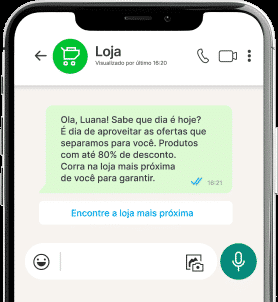 Loja
Visualizado por último 16:20
Ola, Luana! Sabe que dia é hoje?
É dia de aproveitar as ofertas que
separamos para você. Produtos
com até 80% de desconto.
Corra na loja mais próxima
de você para garantir.
16:21
Encontre a loja mais próxima